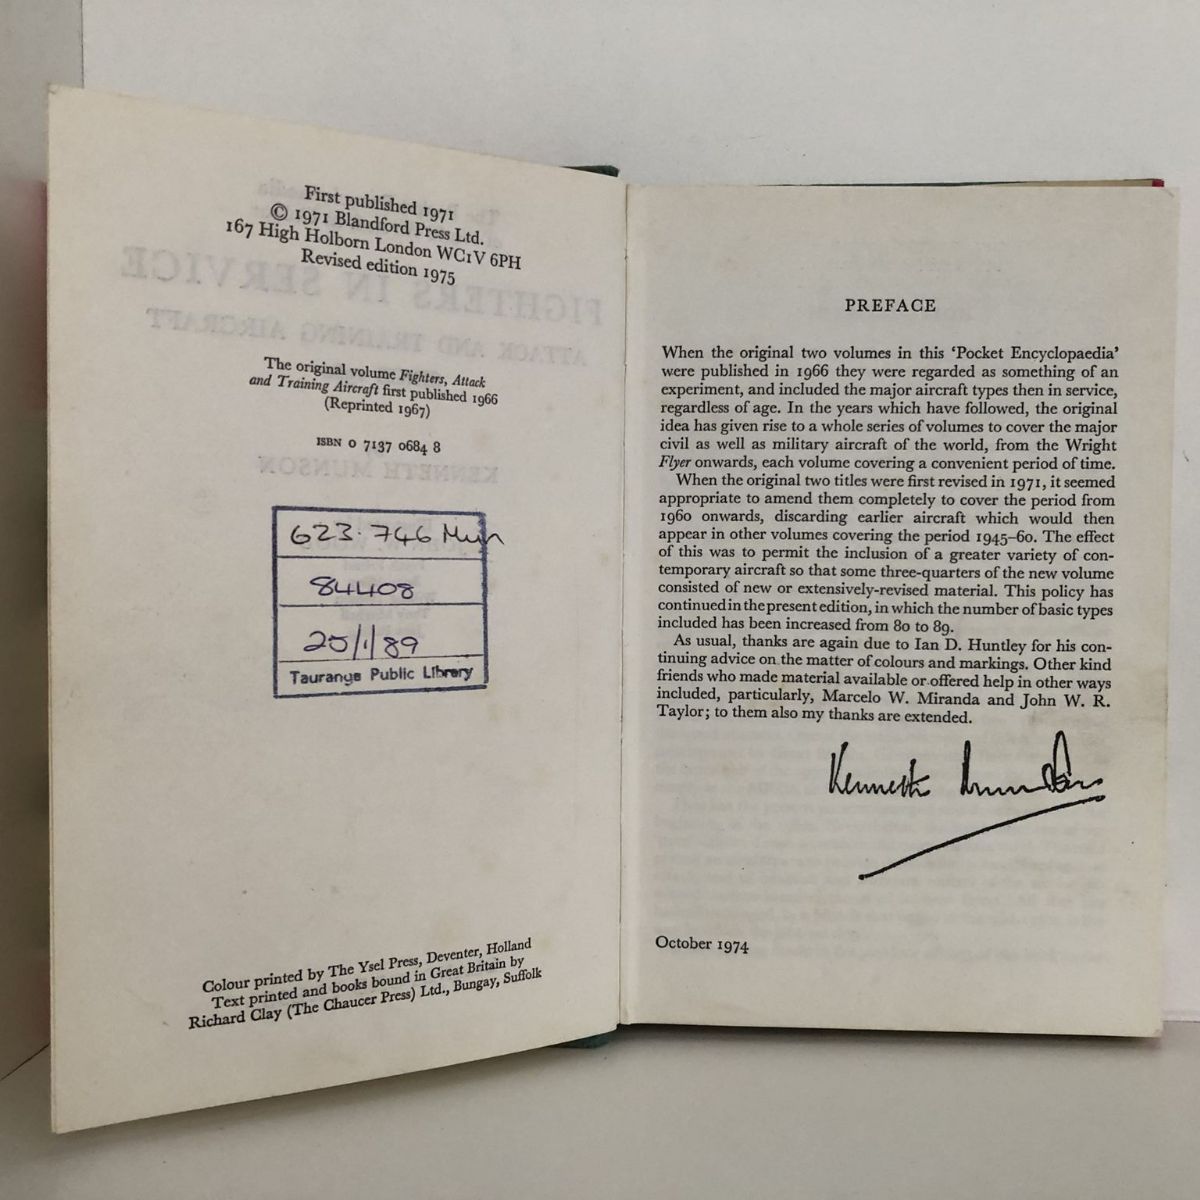 First published 1971
© 1971 Blandford Press Ltd.
167 High Holborn London WC1V 6PH
Revised edition 1975
The original volume Fighters, Attack
and Training Aircraft first published 1966
(Reprinted 1967)
ISBN 0 7137 0684 8
FIGHTERS IN SERVICE
ATTACK AND TRAINING AIRCRAFT
KENNETH MUNSON
623.746 Mun
84408
25/1/89
Tauranga Public Library
Colour printed by The Ysel Press, Deventer, Holland
Text printed and books bound in Great Britain by
Richard Clay (The Chaucer Press) Ltd., Bungay, Suffolk
PREFACE
When the original two volumes in this ‘Pocket Encyclopaedia’
were published in 1966 they were regarded as something of an
experiment, and included the major aircraft types then in service,
regardless of age. In the years which have followed, the original
idea has given rise to a whole series of volumes to cover the major
civil as well as military aircraft of the world, from the Wright
Flyer onwards, each volume covering a convenient period of time.
When the original two titles were first revised in 1971, it seemed
appropriate to amend them completely to cover the period from
1960 onwards, discarding earlier aircraft which would then
appear in other volumes covering the period 1945–60. The effect
of this was to permit the inclusion of a greater variety of con-
temporary aircraft so that some three-quarters of the new volume
consisted of new or extensively-revised material. This policy has
continued in the present edition, in which the number of basic types
included has been increased from 80 to 89.
As usual, thanks are again due to Ian D. Huntley for his con-
tinuing advice on the matter of colours and markings. Other kind
friends who made material available or offered help in other ways
included, particularly, Marcelo W. Miranda and John W. R.
Taylor; to them also my thanks are extended.
Kenneth Munson
October 1974